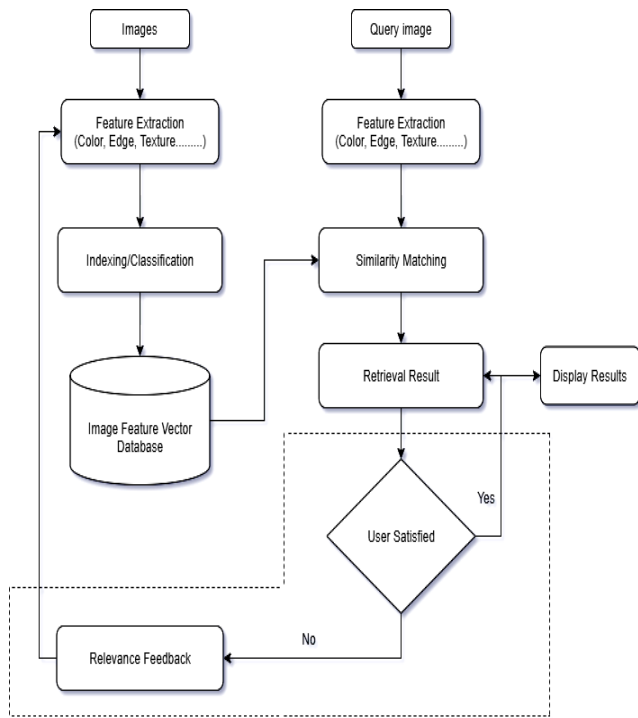 Images
Query image
Feature Extraction
(Color, Edge, Texture.........)
Feature Extraction
(Color, Edge, Texture.........)
Indexing/Classification
Similarity Matching
Image Feature Vector
Database
Retrieval Result
Display Results
User Satisfied
Yes
No
Relevance Feedback